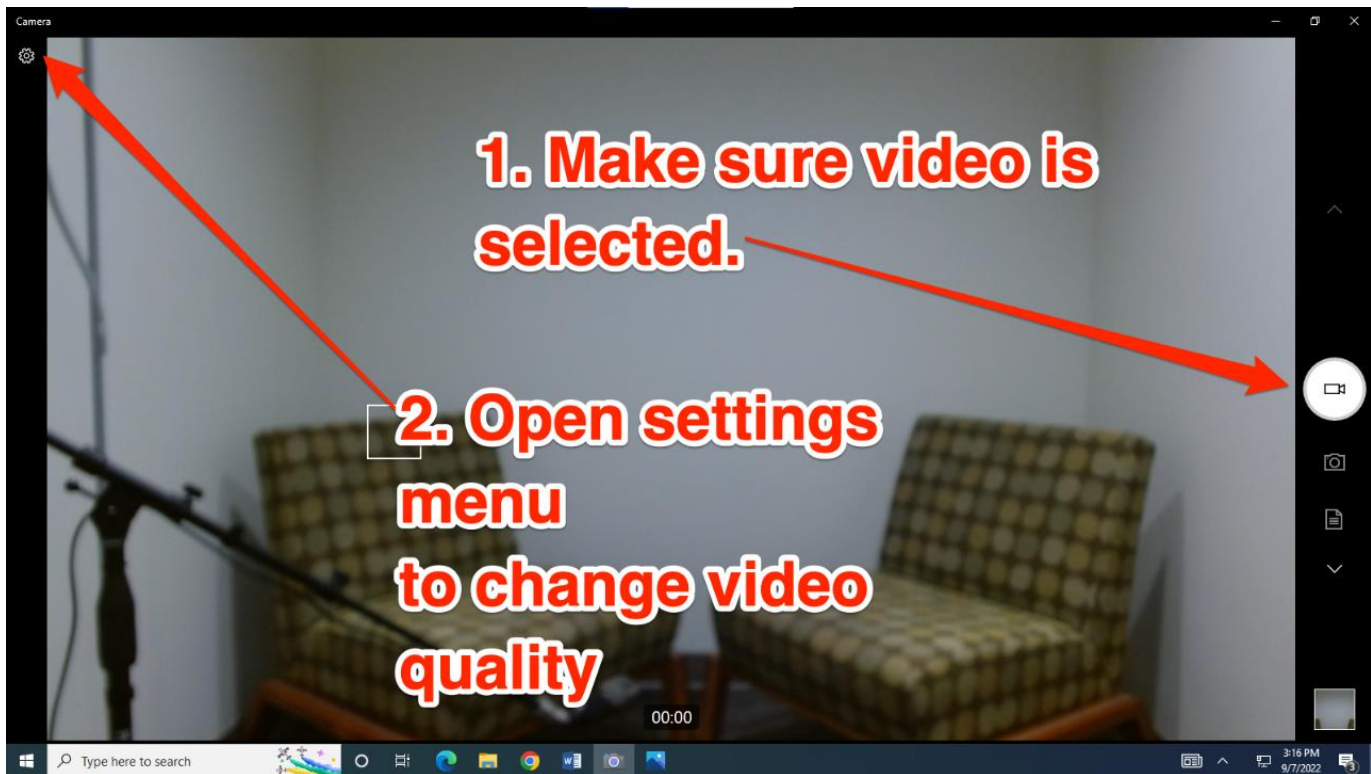 Camera
1. Make sure video is
selected.
2. Open settings
menu
to change video
quality
00:00
Type here to search
3:16 PM
9/7/2022
3